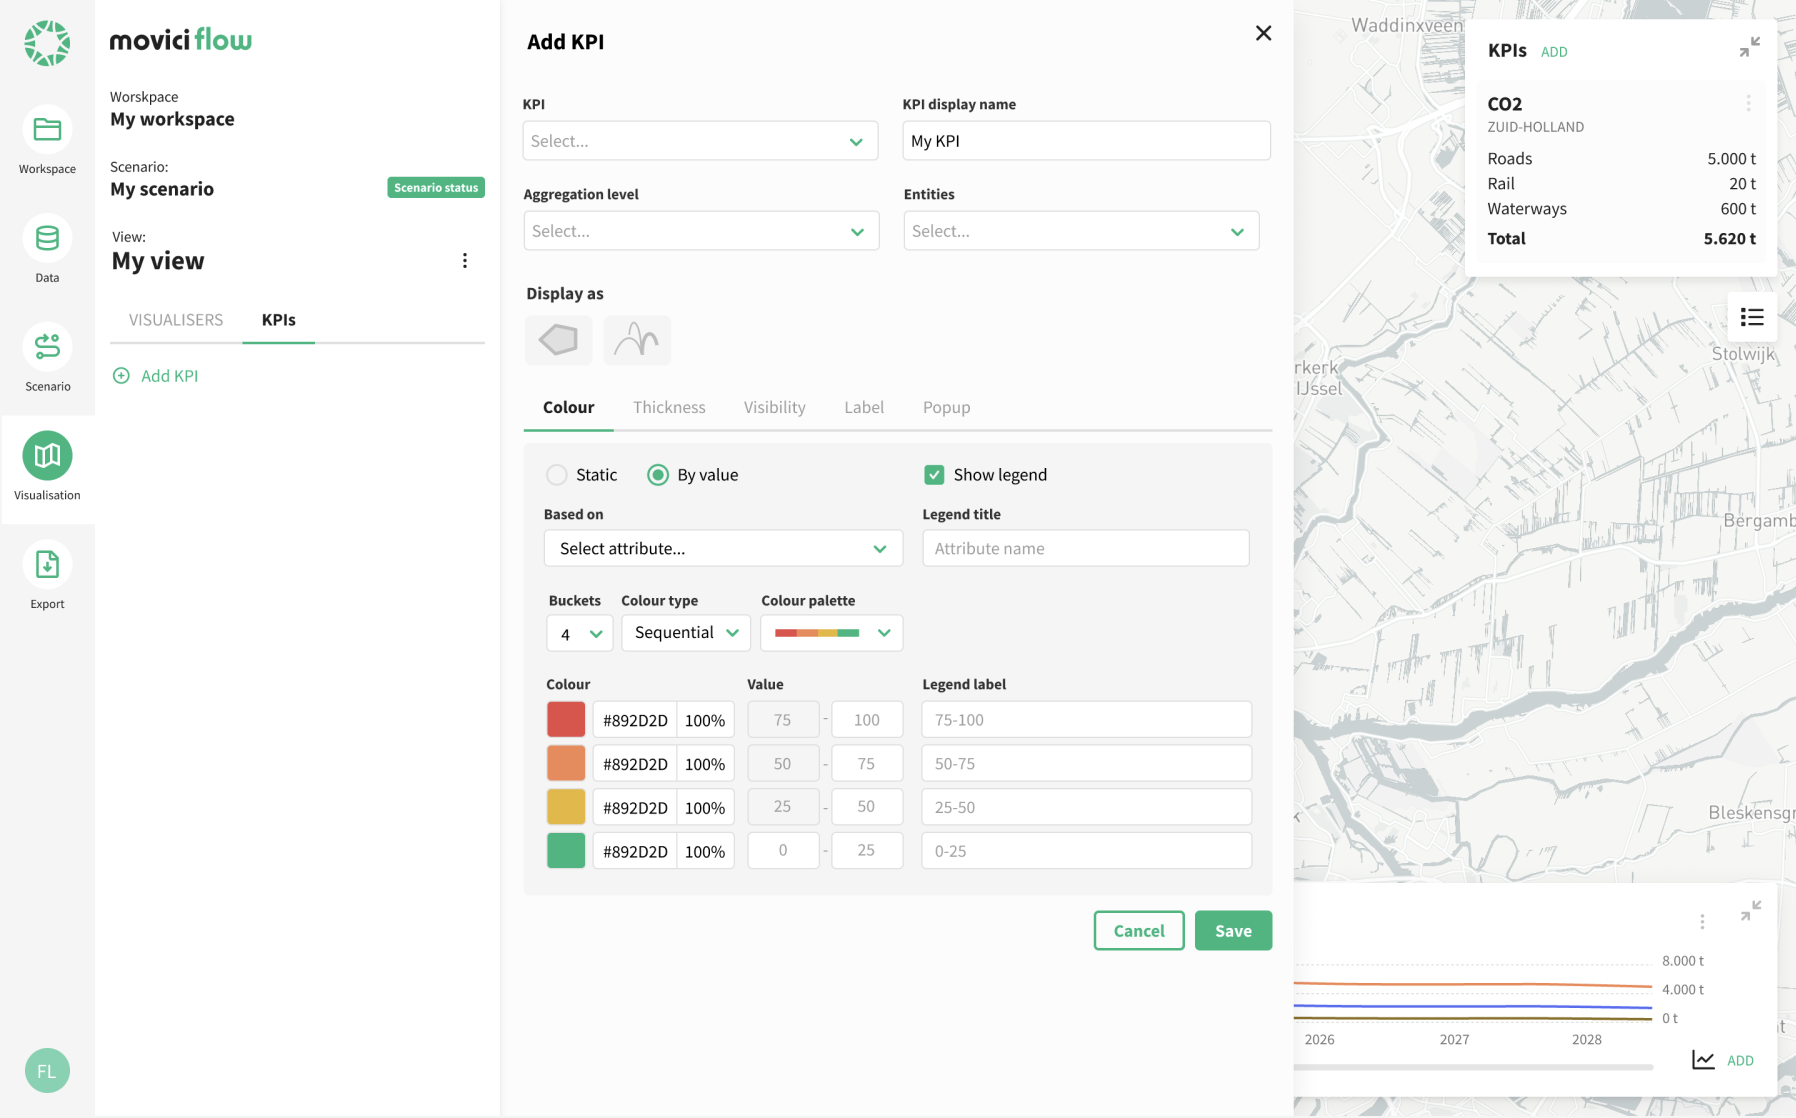 Workspace
Data
Scenario
Visualisation
Export
FL
movici flow
Worskpace
My workspace
Scenario:
My scenario
Scenario status
View:
My view
VISUALISERS
KPIs
Add KPI
Add KPI
KPI
Select...
KPI display name
My KPI
Aggregation level
Select...
Entities
Select...
Display as
Colour
Thickness
Visibility
Label
Popup
Static
By value
Show legend
Based on
Select attribute...
Legend title
Attribute name
Buckets
4
Colour type
Sequential
Colour palette
Colour
Value
Legend label
#892D2D 100% 75 - 100 75-100
#892D2D 100% 50 - 75 50-75
#892D2D 100% 25 - 50 25-50
#892D2D 100% 0 - 25 0-25
Cancel
Save
Waddinxveen
KPIs ADD
CO2
ZUID-HOLLAND
Roads 5.000 t
Rail 20 t
Waterways 600 t
Total 5.620 t
Stolwijk
rkerk
IJssel
Bergamb
Bleskensgr
k
t
8.000 t
4.000 t
0 t
2026 2027 2028
ADD